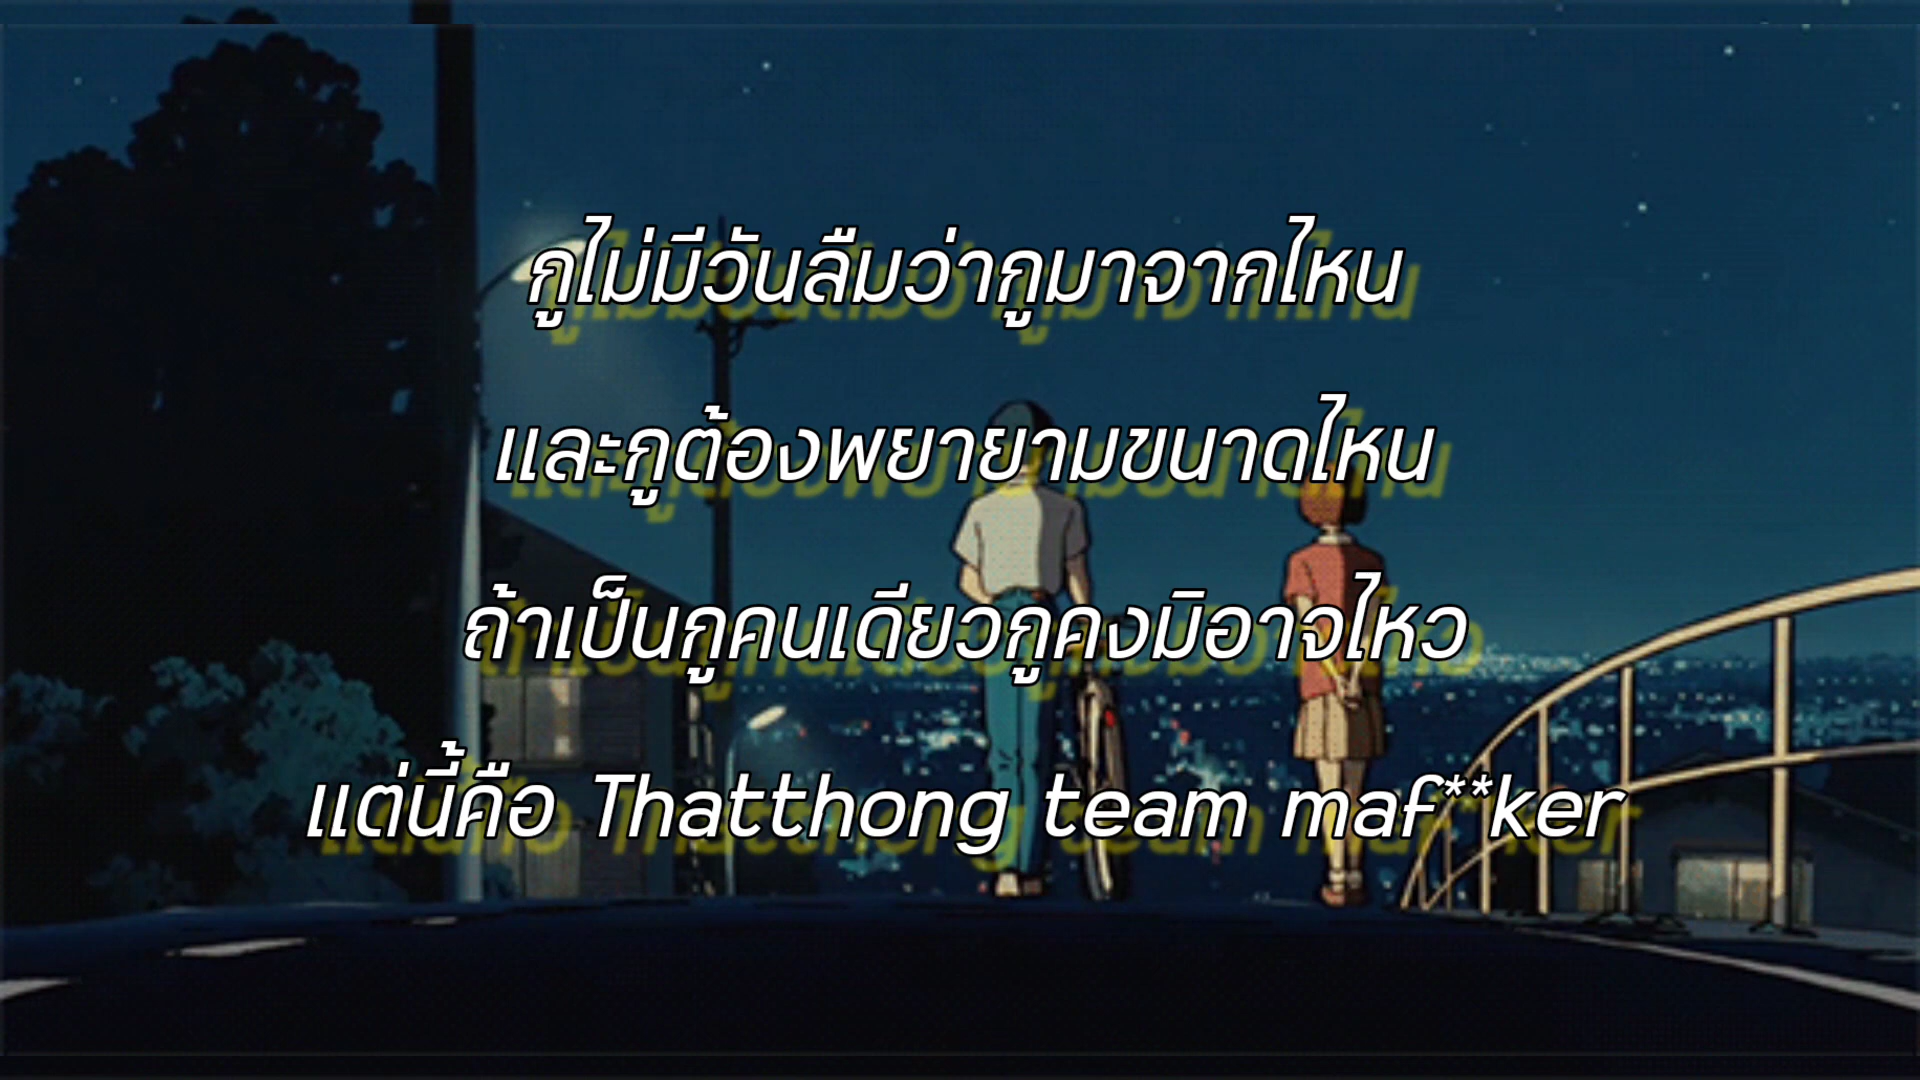 กูไม่มีวันลืมว่ากูมาจากไหน
และกูต้องพยายามขนาดไหน
ถ้าเป็นกูคนเดียวกูคงมิอาจไหว
แต่นี้คือ Thatthong team maf**ker